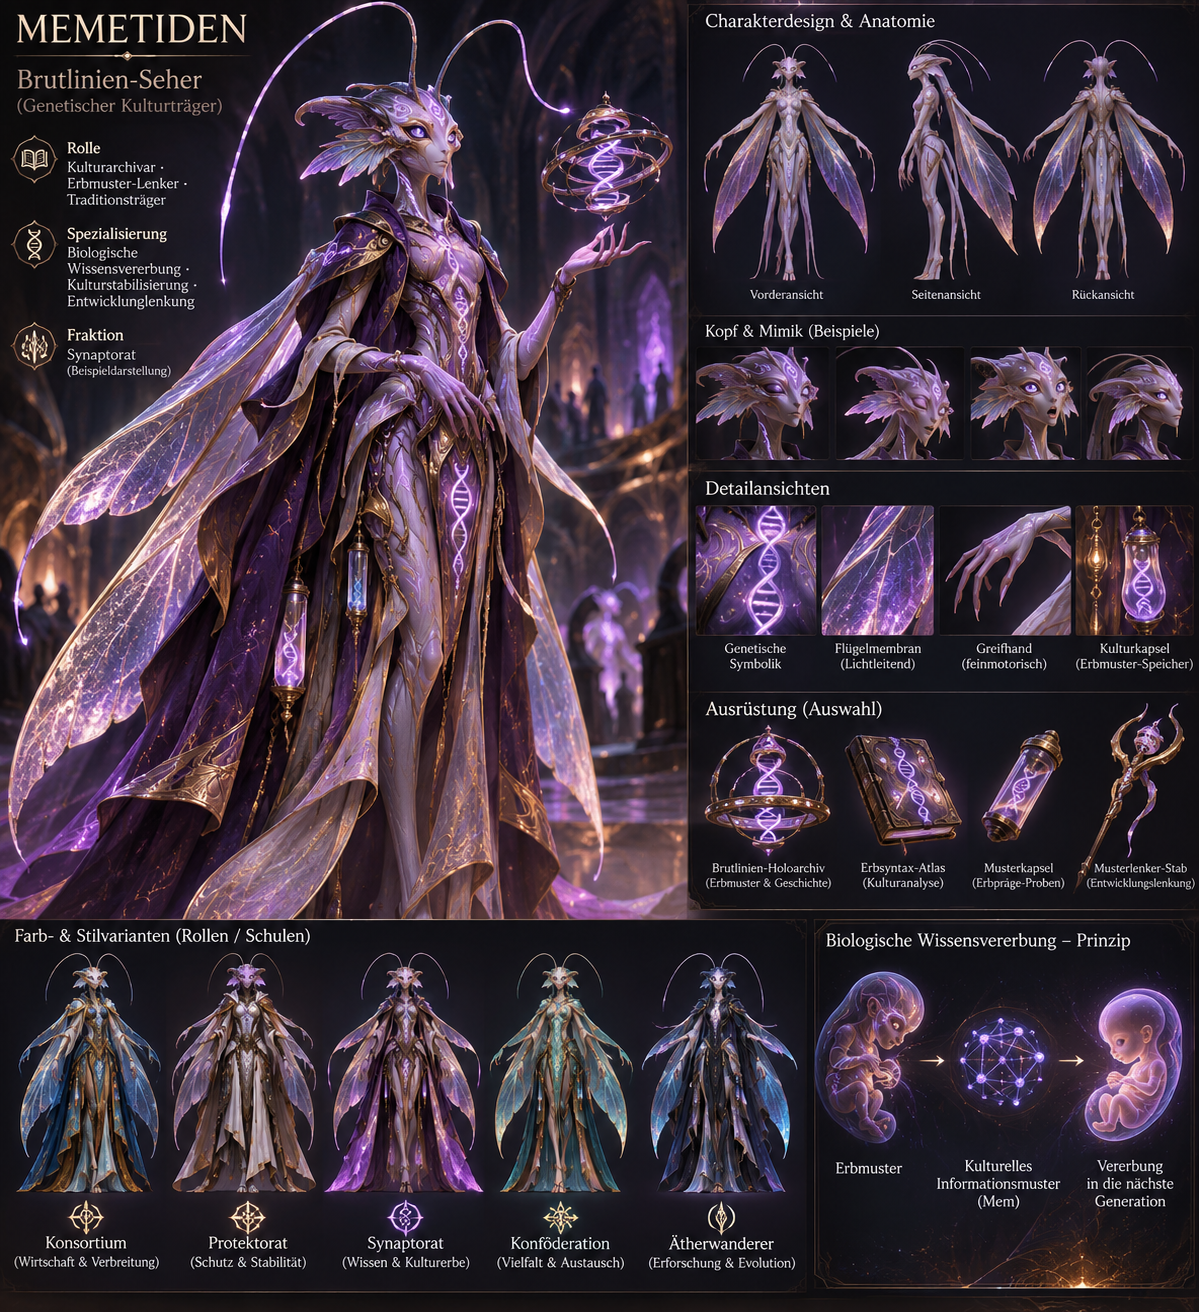 MEMETIDEN
Brutlinien-Seher
(Genetischer Kulturträger)
Rolle
Kulturarchivar ·
Erbmuster-Lenker ·
Traditionsträger
Spezialisierung
Biologische
Wissensvererbung ·
Kulturstabilisierung ·
Entwicklunglenkung
Fraktion
Synaptorat
(Beispieldarstellung)
Charakterdesign & Anatomie
Vorderansicht
Seitenansicht
Rückansicht
Kopf & Mimik (Beispiele)
Detailansichten
Genetische
Symbolik
Flügelmembran
(Lichtleitend)
Greifhand
(feinmotorisch)
Kulturkapsel
(Erbmuster-Speicher)
Ausrüstung (Auswahl)
Brutlinien-Holoarchiv
(Erbmuster & Geschichte)
Erbsyntax-Atlas
(Kulturanalyse)
Musterkapsel
(Erbpräge-Proben)
Musterlenker-Stab
(Entwicklungslenkung)
Farb- & Stilvarianten (Rollen / Schulen)
Konsortium
(Wirtschaft & Verbreitung)
Protektorat
(Schutz & Stabilität)
Synaptorat
(Wissen & Kulturerbe)
Konföderation
(Vielfalt & Austausch)
Ätherwanderer
(Erforschung & Evolution)
Biologische Wissensvererbung – Prinzip
Erbmuster
Kulturelles
Informationsmuster
(Mem)
Vererbung
in die nächste
Generation